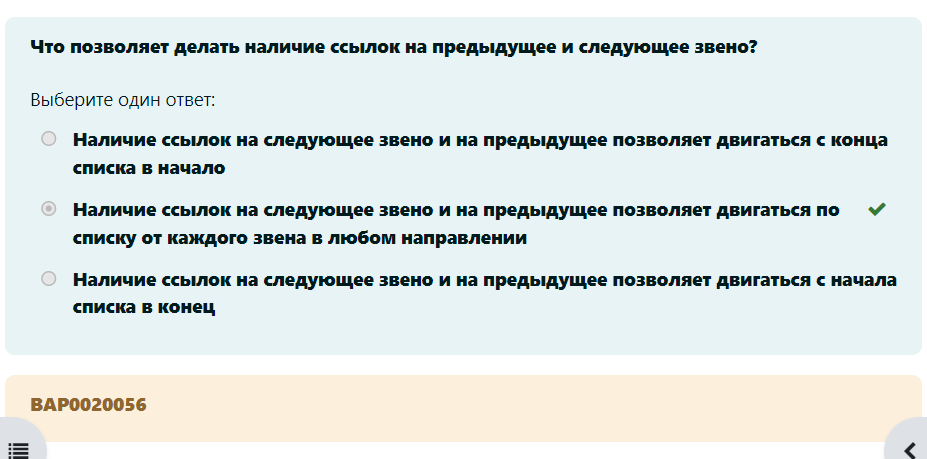 Что позволяет делать наличие ссылок на предыдущее и следующее звено?
Выберите один ответ:
Наличие ссылок на следующее звено и на предыдущее позволяет двигаться с конца
списка в начало
Наличие ссылок на следующее звено и на предыдущее позволяет двигаться по
списку от каждого звена в любом направлении
Наличие ссылок на следующее звено и на предыдущее позволяет двигаться с начала
списка в конец
ВАР0020056